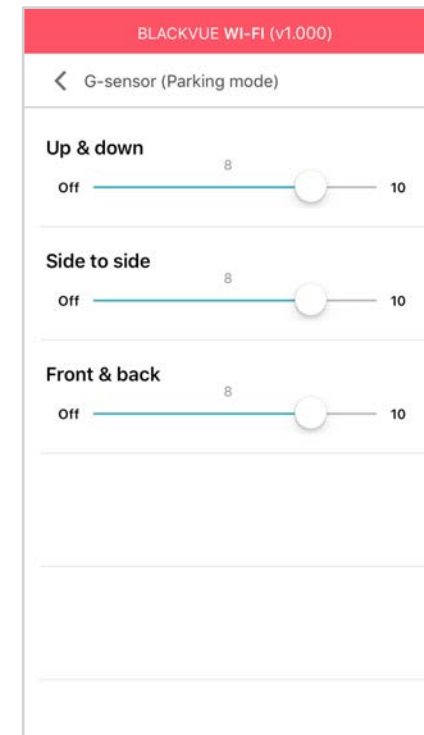 BLACKVUE WI-FI (v1.000)
G-sensor (Parking mode)
Up & down
8
Off 10
Side to side
8
Off 10
Front & back
8
Off 10